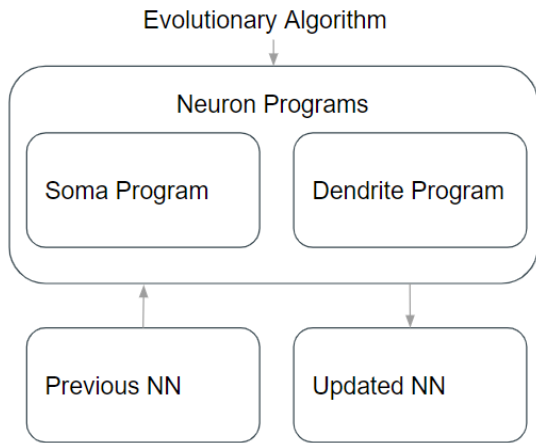 Evolutionary Algorithm
Neuron Programs
Soma Program
Dendrite Program
Previous NN
Updated NN